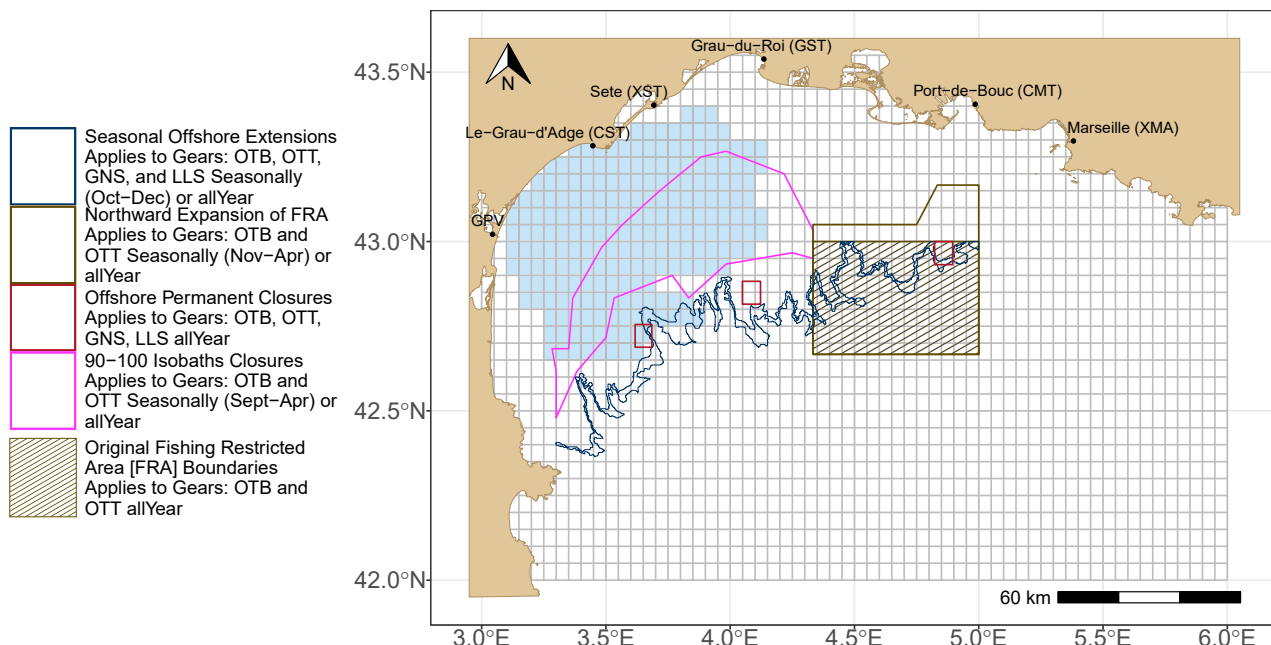 Seasonal Offshore Extensions
Applies to Gears: OTB, OTT,
GNS, and LLS Seasonally
(Oct−Dec) or allYear
Northward Expansion of FRA
Applies to Gears: OTB and
OTT Seasonally (Nov−Apr) or
allYear
Offshore Permanent Closures
Applies to Gears: OTB, OTT,
GNS, LLS allYear
90−100 Isobaths Closures
Applies to Gears: OTB and
OTT Seasonally (Sept−Apr) or
allYear
Original Fishing Restricted
Area [FRA] Boundaries
Applies to Gears: OTB and
OTT allYear
43.5°N
43.0°N
42.5°N
42.0°N
N
Grau−du−Roi (GST)
Sete (XST)
Port−de−Bouc (CMT)
Le−Grau−d'Adge (CST)
Marseille (XMA)
GPV
60 km
3.0°E 3.5°E 4.0°E 4.5°E 5.0°E 5.5°E 6.0°E